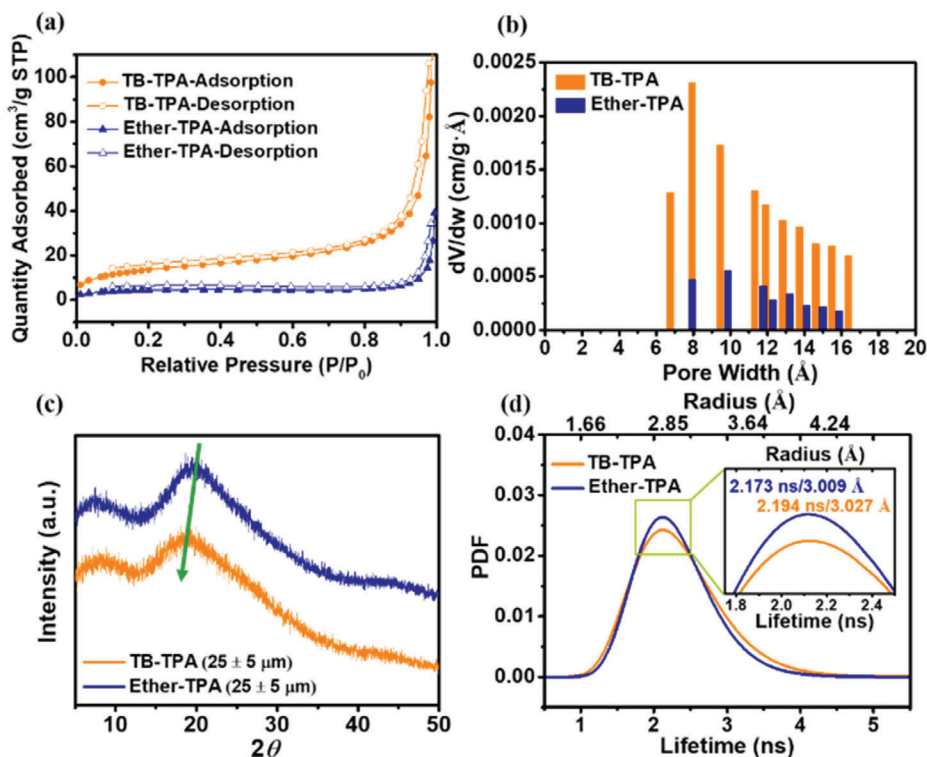 (a)
Quantity Adsorbed (cm³/g STP)
100
80
60
40
20
0
TB-TPA-Adsorption
TB-TPA-Desorption
Ether-TPA-Adsorption
Ether-TPA-Desorption
0.0 0.2 0.4 0.6 0.8 1.0
Relative Pressure (P/P₀)
(b)
dV/dw (cm/g·Å)
0.0025
0.0020
0.0015
0.0010
0.0005
0.0000
TB-TPA
Ether-TPA
0 2 4 6 8 10 12 14 16 18 20
Pore Width (Å)
(c)
Intensity (a.u.)
TB-TPA (25 ± 5 μm)
Ether-TPA (25 ± 5 μm)
10 20 30 40 50
2θ
(d)
Radius (Å)
1.66 2.85 3.64 4.24
PDF
0.04
0.03
0.02
0.01
0.00
TB-TPA
Ether-TPA
Radius (Å)
2.173 ns/3.009 Å
2.194 ns/3.027 Å
1.8 2.0 2.2 2.4
Lifetime (ns)
1 2 3 4 5
Lifetime (ns)